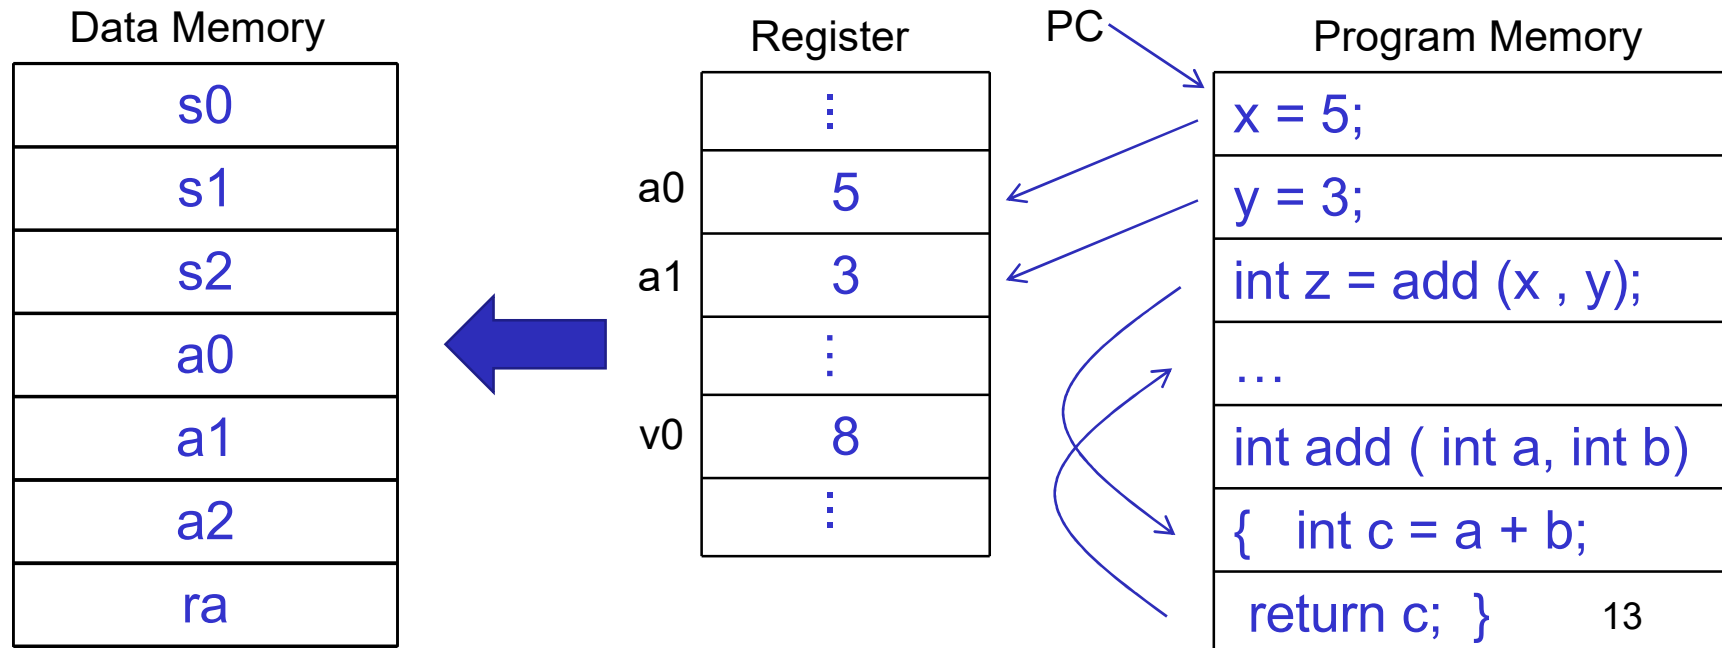 Data Memory
s0
s1
s2
a0
a1
a2
ra
Register
⋮
a0 5
a1 3
⋮
v0 8
⋮
PC
Program Memory
x = 5;
y = 3;
int z = add (x , y);
…
int add ( int a, int b)
{ int c = a + b;
return c; }
13